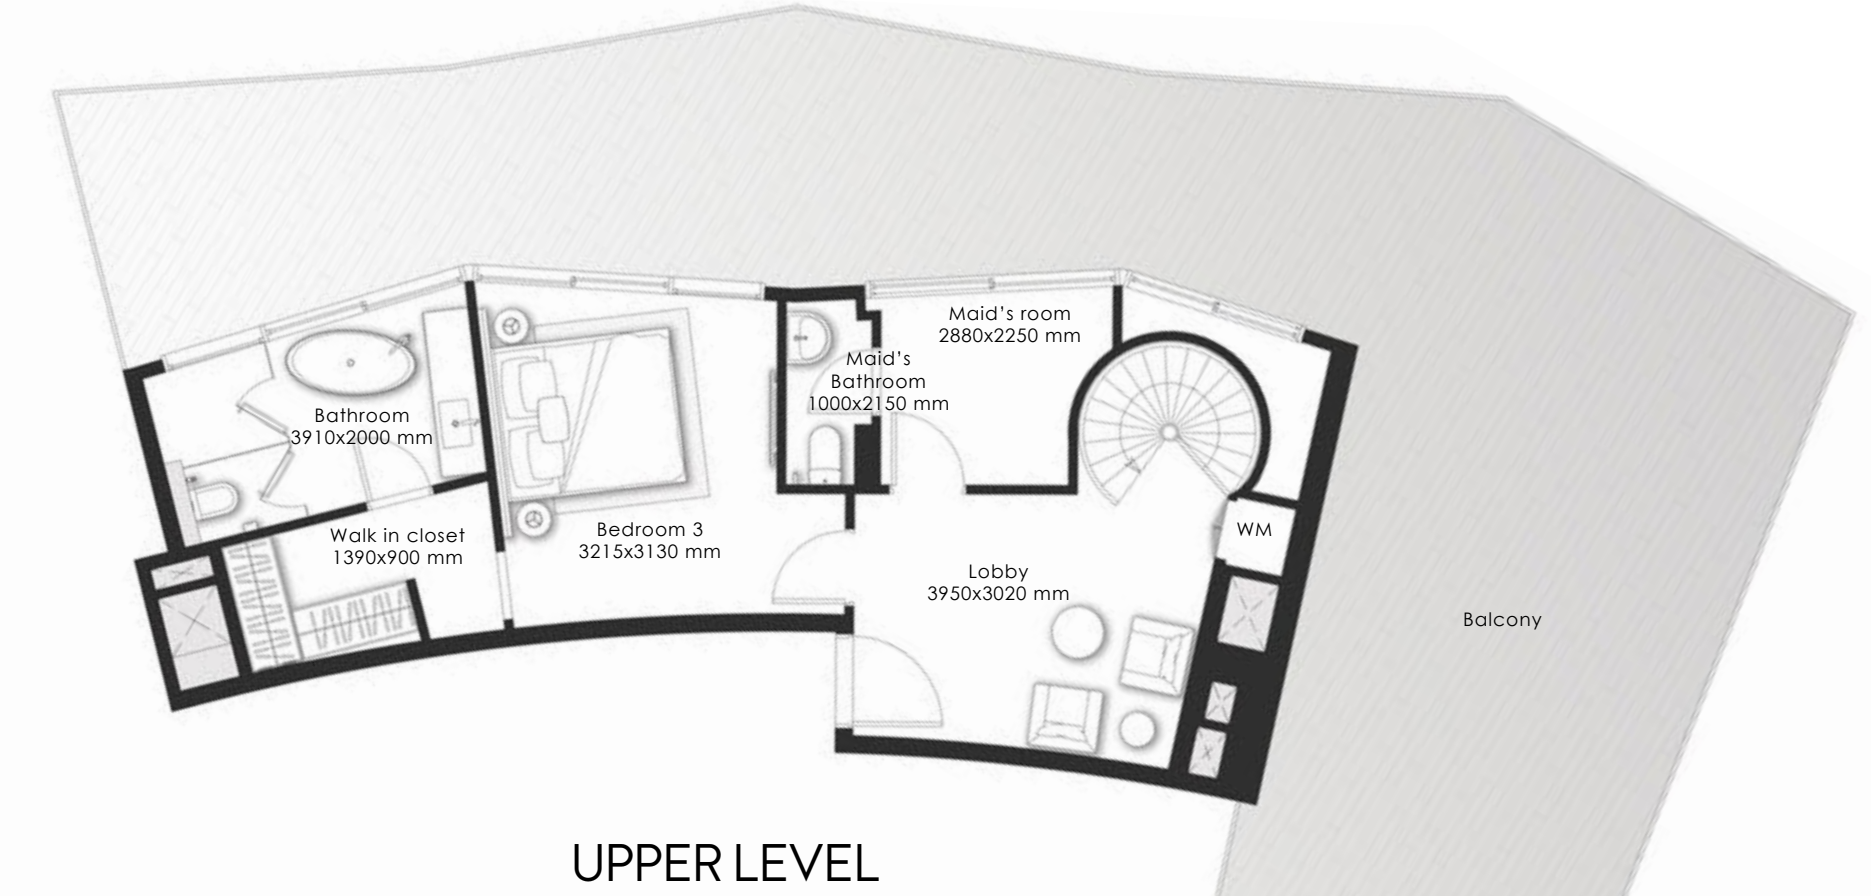 Maid's room
2880x2250 mm
Maid's
Bathroom
1000x2150 mm
Bathroom
3910x2000 mm
Walk in closet
1390x900 mm
Bedroom 3
3215x3130 mm
WM
Lobby
3950x3020 mm
Balcony
UPPER LEVEL